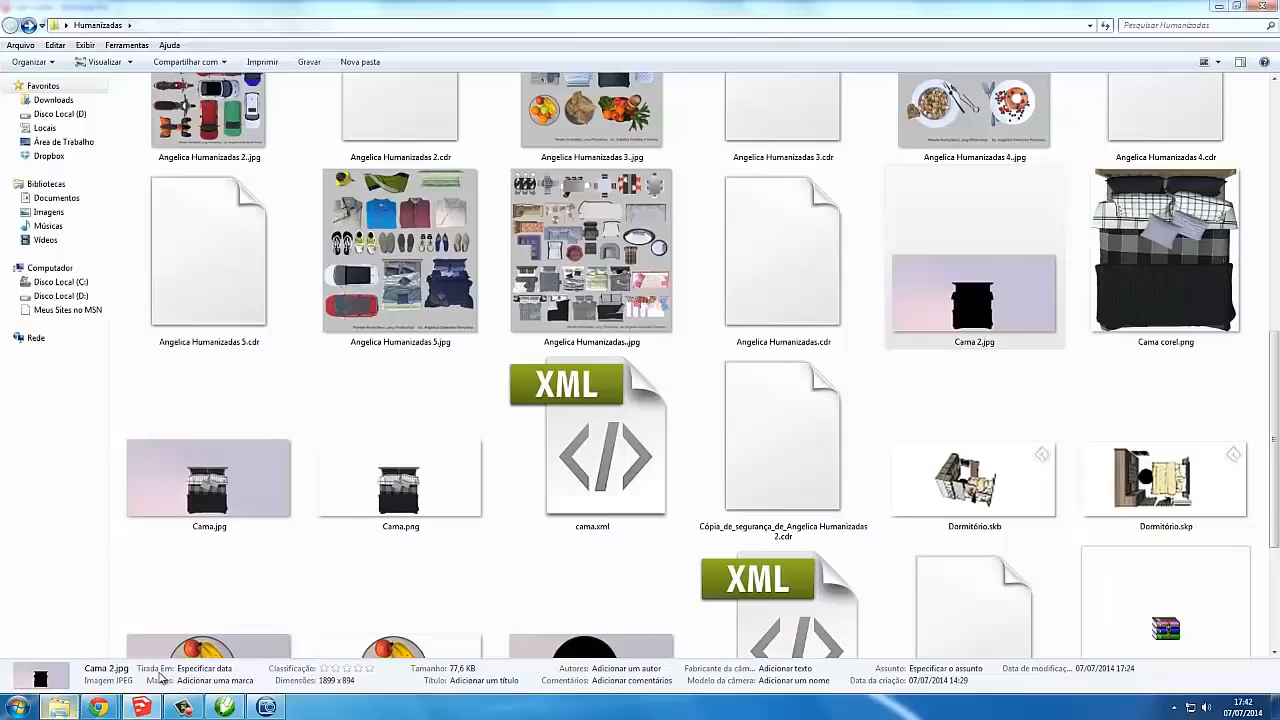 Humanizadas
Pesquisar Humanizadas
Arquivo Editar Exibir Ferramentas Ajuda
Organizar Visualizar Compartilhar com Imprimir Gravar Nova pasta
Favoritos
Downloads
Disco Local (D)
Locais
Área de Trabalho
Dropbox
Bibliotecas
Documentos
Imagens
Músicas
Vídeos
Computador
Disco Local (C:)
Disco Local (D:)
Meus Sites no MSN
Rede
Angelica Humanizadas 2..jpg
Angelica Humanizadas 2.cdr
Angelica Humanizadas 3..jpg
Angelica Humanizadas 3.cdr
Angelica Humanizadas 4..jpg
Angelica Humanizadas 4.cdr
Angelica Humanizadas 5.cdr
Angelica Humanizadas 5.jpg
Angelica Humanizadas..jpg
Angelica Humanizadas.cdr
Cama 2.jpg
Cama corel.png
XML
Cama.jpg
Cama.png
cama.xml
Cópia_de_segurança_de_Angelica Humanizadas
2.cdr
Dormitório.skb
Dormitório.skp
XML
Cama 2.jpg Tirada Em: Especificar data Classificação: Tamanho: 77,6 KB Autores: Adicionar um autor Fabricante da câm... Adicionar texto Assunto: Especificar o assunto Data de modificaç... 07/07/2014 17:24
Imagem JPEG Adicionar uma marca Dimensões: 1899 x 894 Título: Adicionar um título Comentários: Adicionar comentários Modelo da câmera: Adicionar um nome Data da criação: 07/07/2014 14:29
17:42
07/07/2014